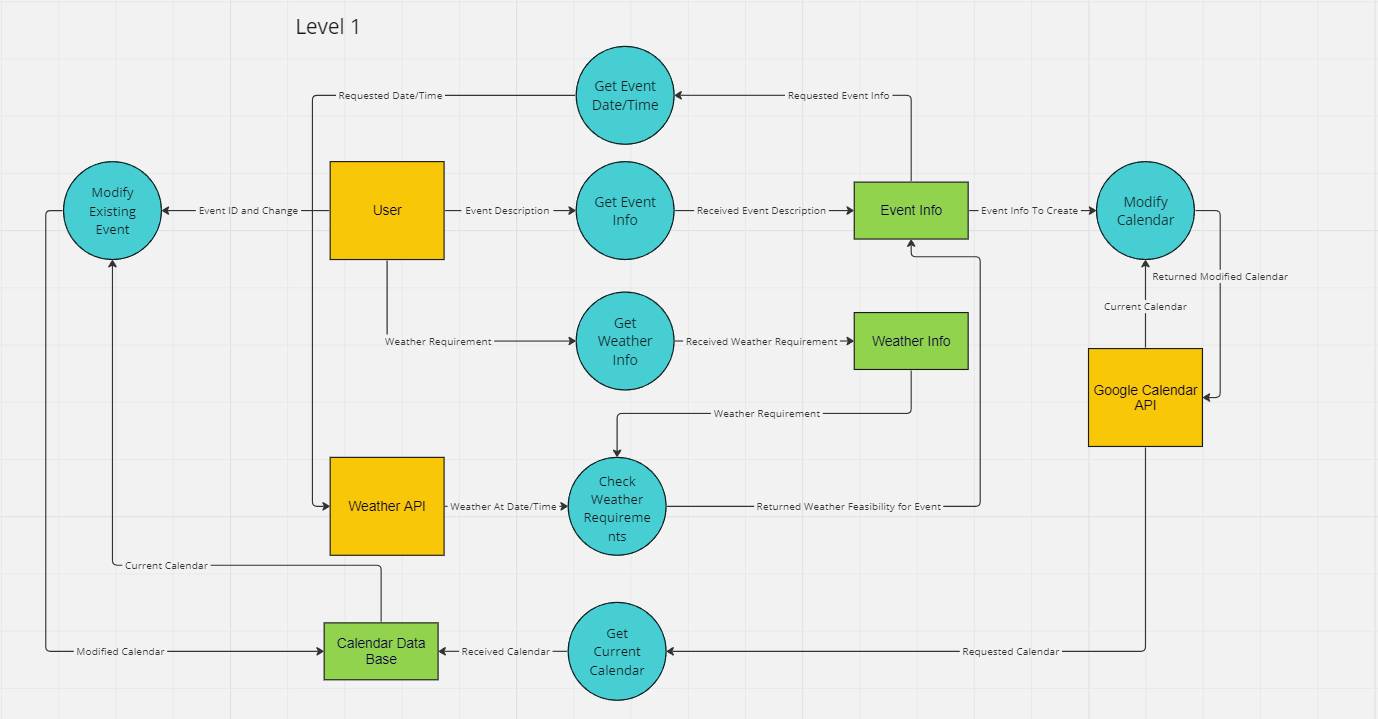 Level 1
Get Event
Date/Time
Requested Date/Time
Requested Event Info
Modify
Existing
Event
Event ID and Change
User
Event Description
Get Event
Info
Received Event Description
Event Info
Event Info To Create
Modify
Calendar
Returned Modified Calendar
Current Calendar
Get
Weather
Info
Weather Requirement
Received Weather Requirement
Weather Info
Google Calendar
API
Weather Requirement
Weather API
Weather At Date/Time
Check
Weather
Requireme
nts
Returned Weather Feasibility for Event
Current Calendar
Modified Calendar
Calendar Data
Base
Received Calendar
Get
Current
Calendar
Requested Calendar